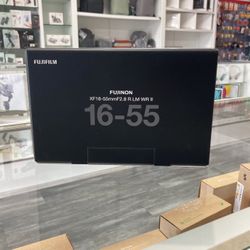 FUJIFILM
FUJINON
XF16-55mmF2.8 R LM WR II
16-55